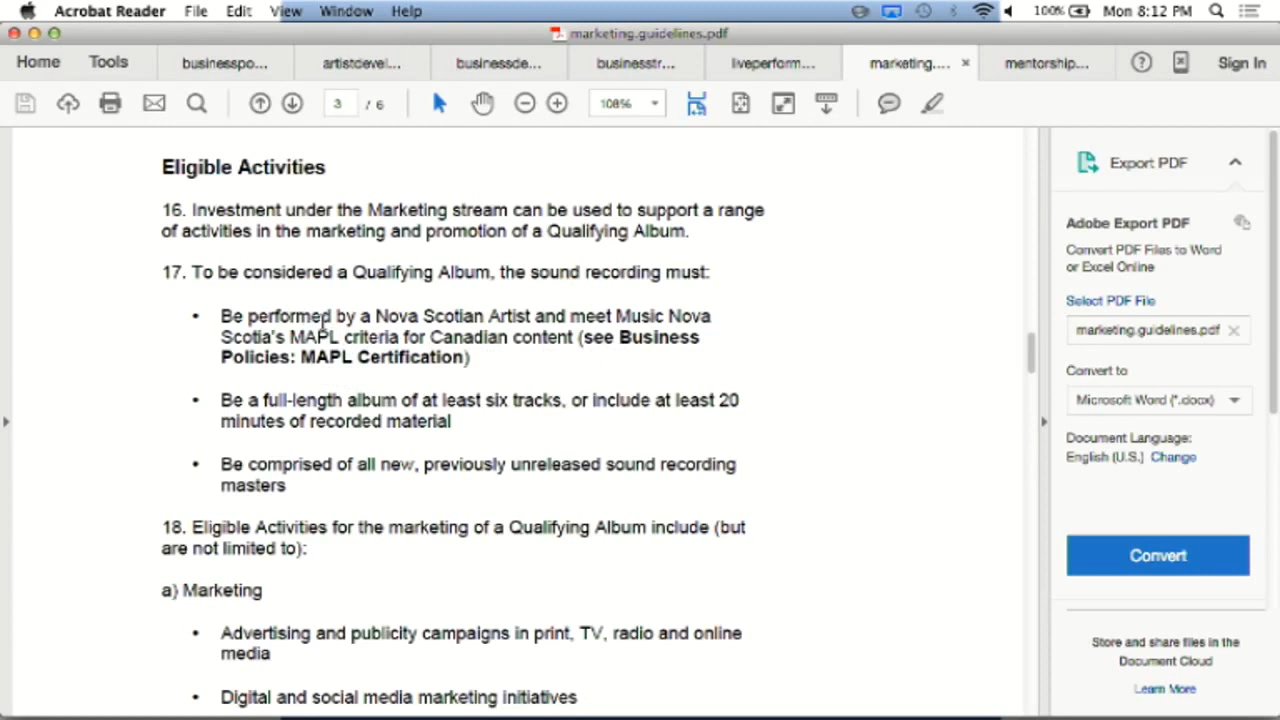 Acrobat Reader File Edit View Window Help 100% Mon 8:12 PM
marketing.guidelines.pdf
Home Tools businesspo... artistdevel... businessde... businesstr... liveperform... marketing.... × mentorship... Sign In
3 / 6 108%
Eligible Activities
16. Investment under the Marketing stream can be used to support a range
of activities in the marketing and promotion of a Qualifying Album.
17. To be considered a Qualifying Album, the sound recording must:
• Be performed by a Nova Scotian Artist and meet Music Nova
Scotia's MAPL criteria for Canadian content (see Business
Policies: MAPL Certification)
• Be a full-length album of at least six tracks, or include at least 20
minutes of recorded material
• Be comprised of all new, previously unreleased sound recording
masters
18. Eligible Activities for the marketing of a Qualifying Album include (but
are not limited to):
a) Marketing
• Advertising and publicity campaigns in print, TV, radio and online
media
• Digital and social media marketing initiatives
Export PDF
Adobe Export PDF
Convert PDF Files to Word
or Excel Online
Select PDF File
marketing.guidelines.pdf ×
Convert to
Microsoft Word (*.docx)
Document Language:
English (U.S.) Change
Convert
Store and share files in the
Document Cloud
Learn More